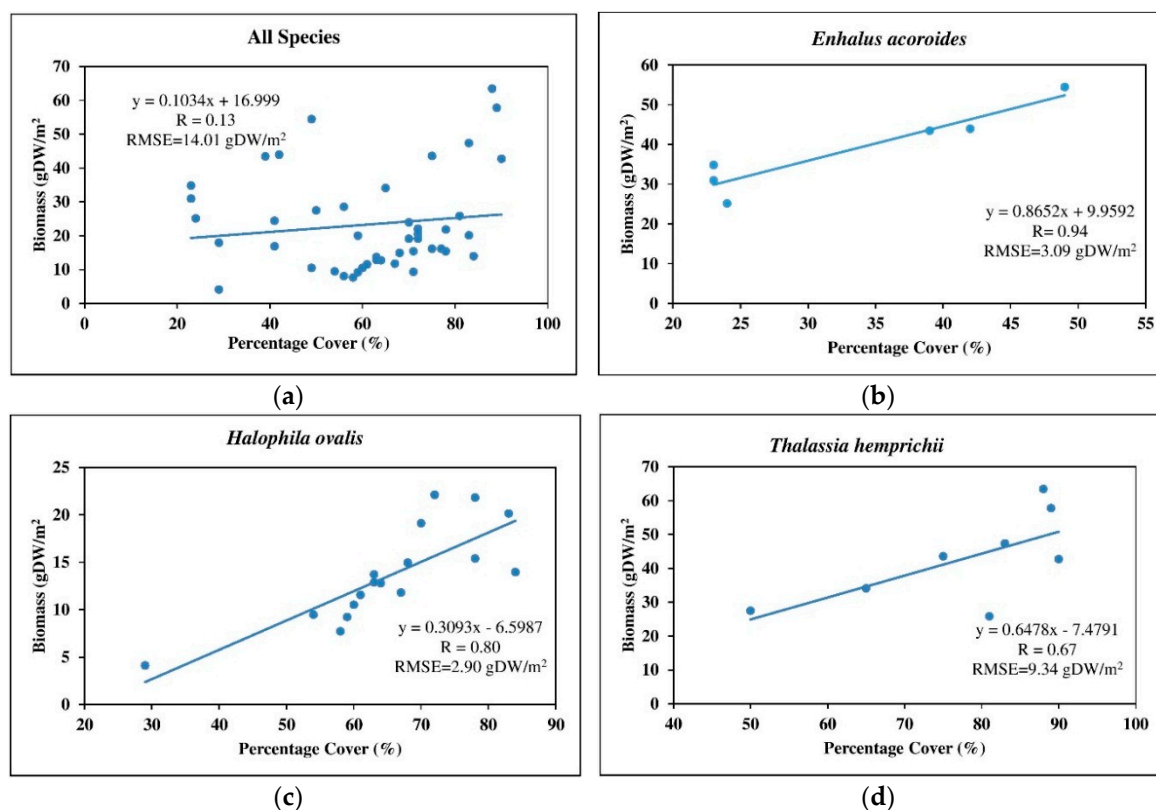 All Species
Biomass (gDW/m²
70
60
50
40
30
20
10
0
y = 0.1034x + 16.999
R = 0.13
RMSE=14.01 gDW/m²
0 20 40 60 80 100
Percentage Cover (%)
(a)
Enhalus acoroides
Biomass (gDW/m²)
60
50
40
30
20
10
0
y = 0.8652x + 9.9592
R= 0.94
RMSE=3.09 gDW/m²
20 25 30 35 40 45 50 55
Percentage Cover (%)
(b)
Halophila ovalis
Biomass (gDW/m²
25
20
15
10
5
0
y = 0.3093x - 6.5987
R = 0.80
RMSE=2.90 gDW/m²
20 30 40 50 60 70 80 90
Percentage Cover (%)
(c)
Thalassia hemprichii
Biomass (gDW/m²
70
60
50
40
30
20
10
0
y = 0.6478x - 7.4791
R = 0.67
RMSE=9.34 gDW/m²
40 50 60 70 80 90 100
Percentage Cover (%)
(d)